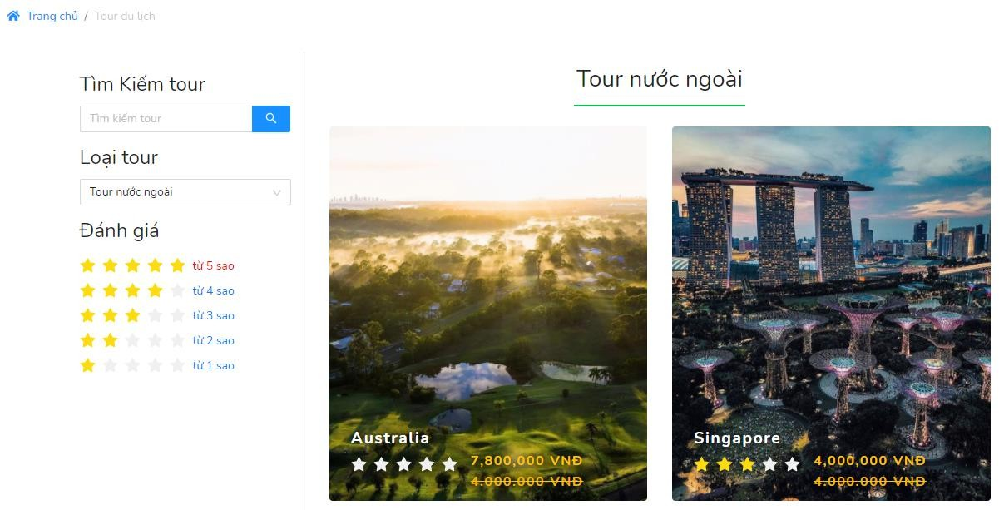 Trang chủ / Tour du lịch
Tìm Kiếm tour
Tìm kiếm tour
Loại tour
Tour nước ngoài
Đánh giá
từ 5 sao
từ 4 sao
từ 3 sao
từ 2 sao
từ 1 sao
Tour nước ngoài
Australia
7,800,000 VNĐ
4.000.000 VNĐ
Singapore
4,000,000 VNĐ
4.000.000 VNĐ